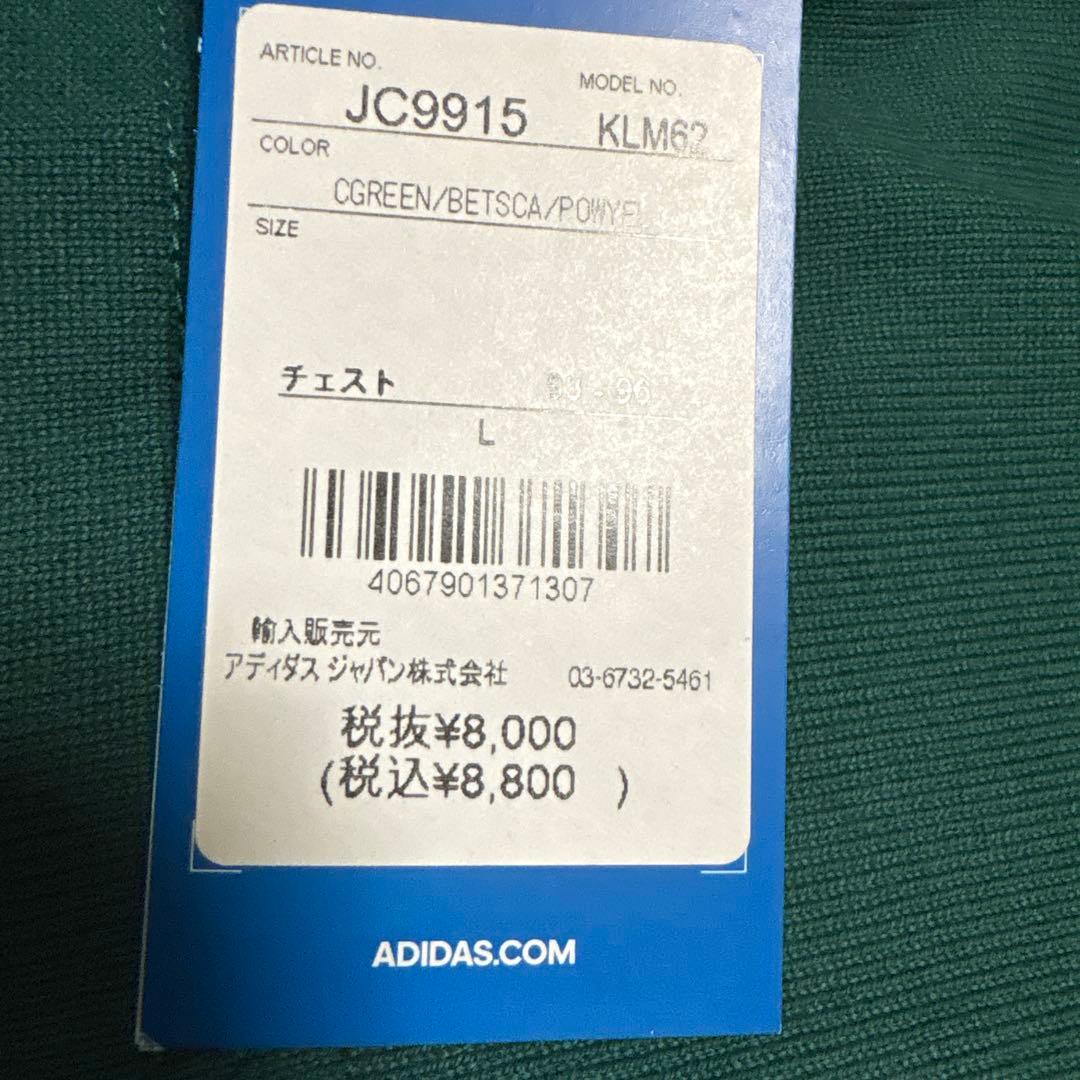 ARTICLE NO.
MODEL NO.
JC9915
KLM62
COLOR
CGREEN/BETSCA/POWYEL
SIZE
チェスト
- 96
L
4067901371307
輸入販売元
アディダス ジャパン株式会社 03-6732-5461
税抜¥8,000
(税込¥8,800 )
ADIDAS.COM